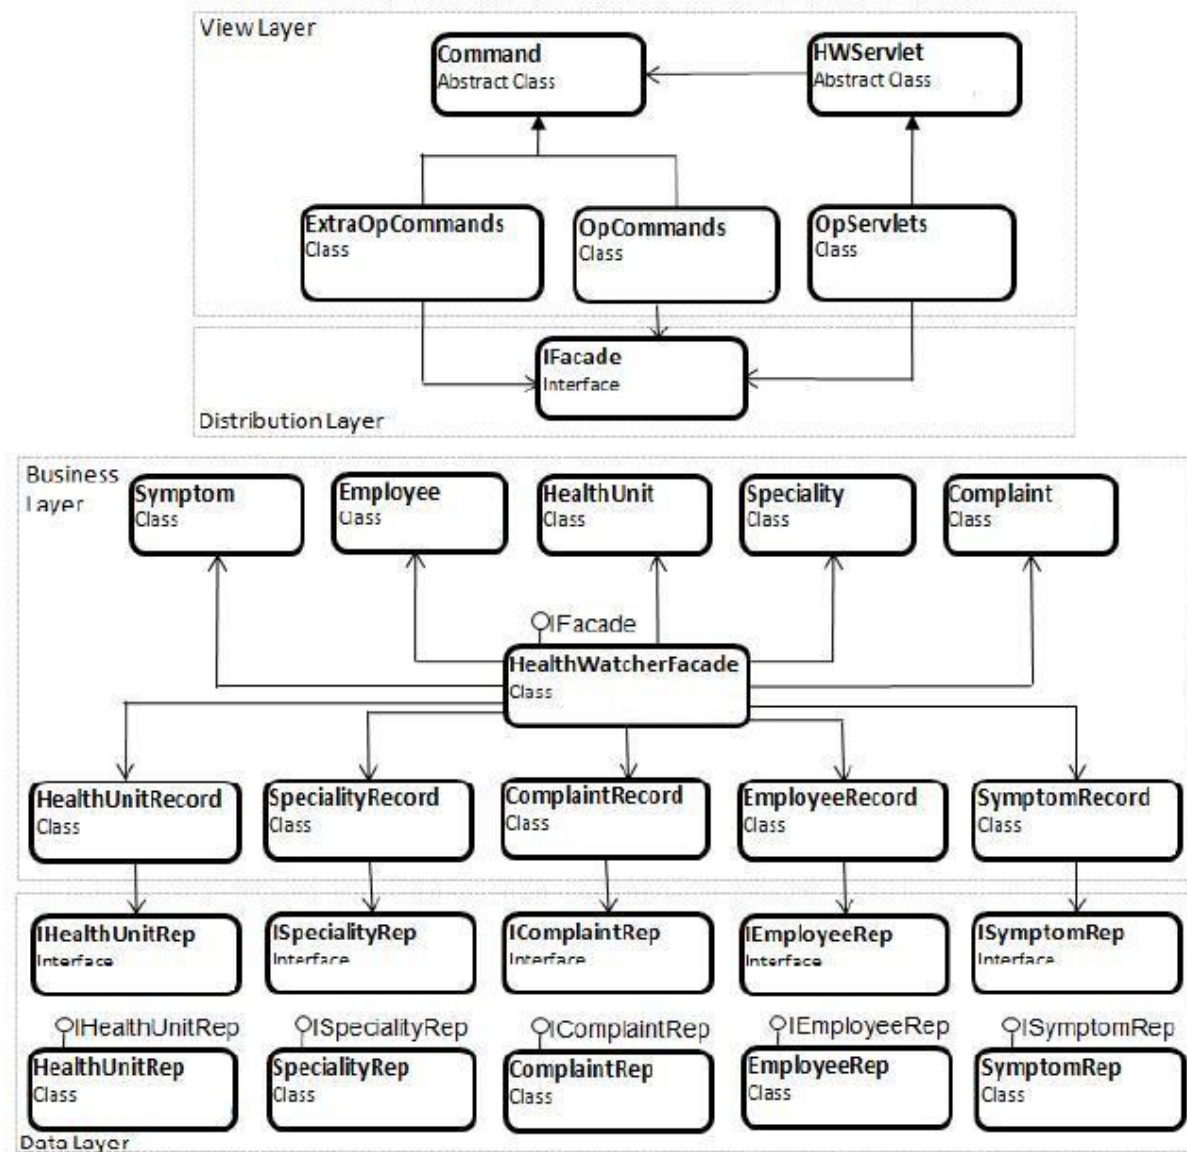 View Layer
Command
Abstract Class
HWServlet
Abstract Class
ExtraOpCommands
Class
OpCommands
Class
OpServlets
Class
IFacade
Interface
Distribution Layer
Business
Layer
Symptom
Class
Employee
Class
HealthUnit
Class
Speciality
Class
Complaint
Class
IFacade
HealthWatcherFacade
Class
HealthUnitRecord
Class
SpecialityRecord
Class
ComplaintRecord
Class
EmployeeRecord
Class
SymptomRecord
Class
IHealthUnitRep
Interface
ISpecialityRep
Interface
IComplaintRep
Interface
IEmployeeRep
Interface
ISymptomRep
Interface
IHealthUnitRep
HealthUnitRep
Class
ISpecialityRep
SpecialityRep
Class
IComplaintRep
ComplaintRep
Class
IEmployeeRep
EmployeeRep
Class
ISymptomRep
SymptomRep
Class
Data Layer